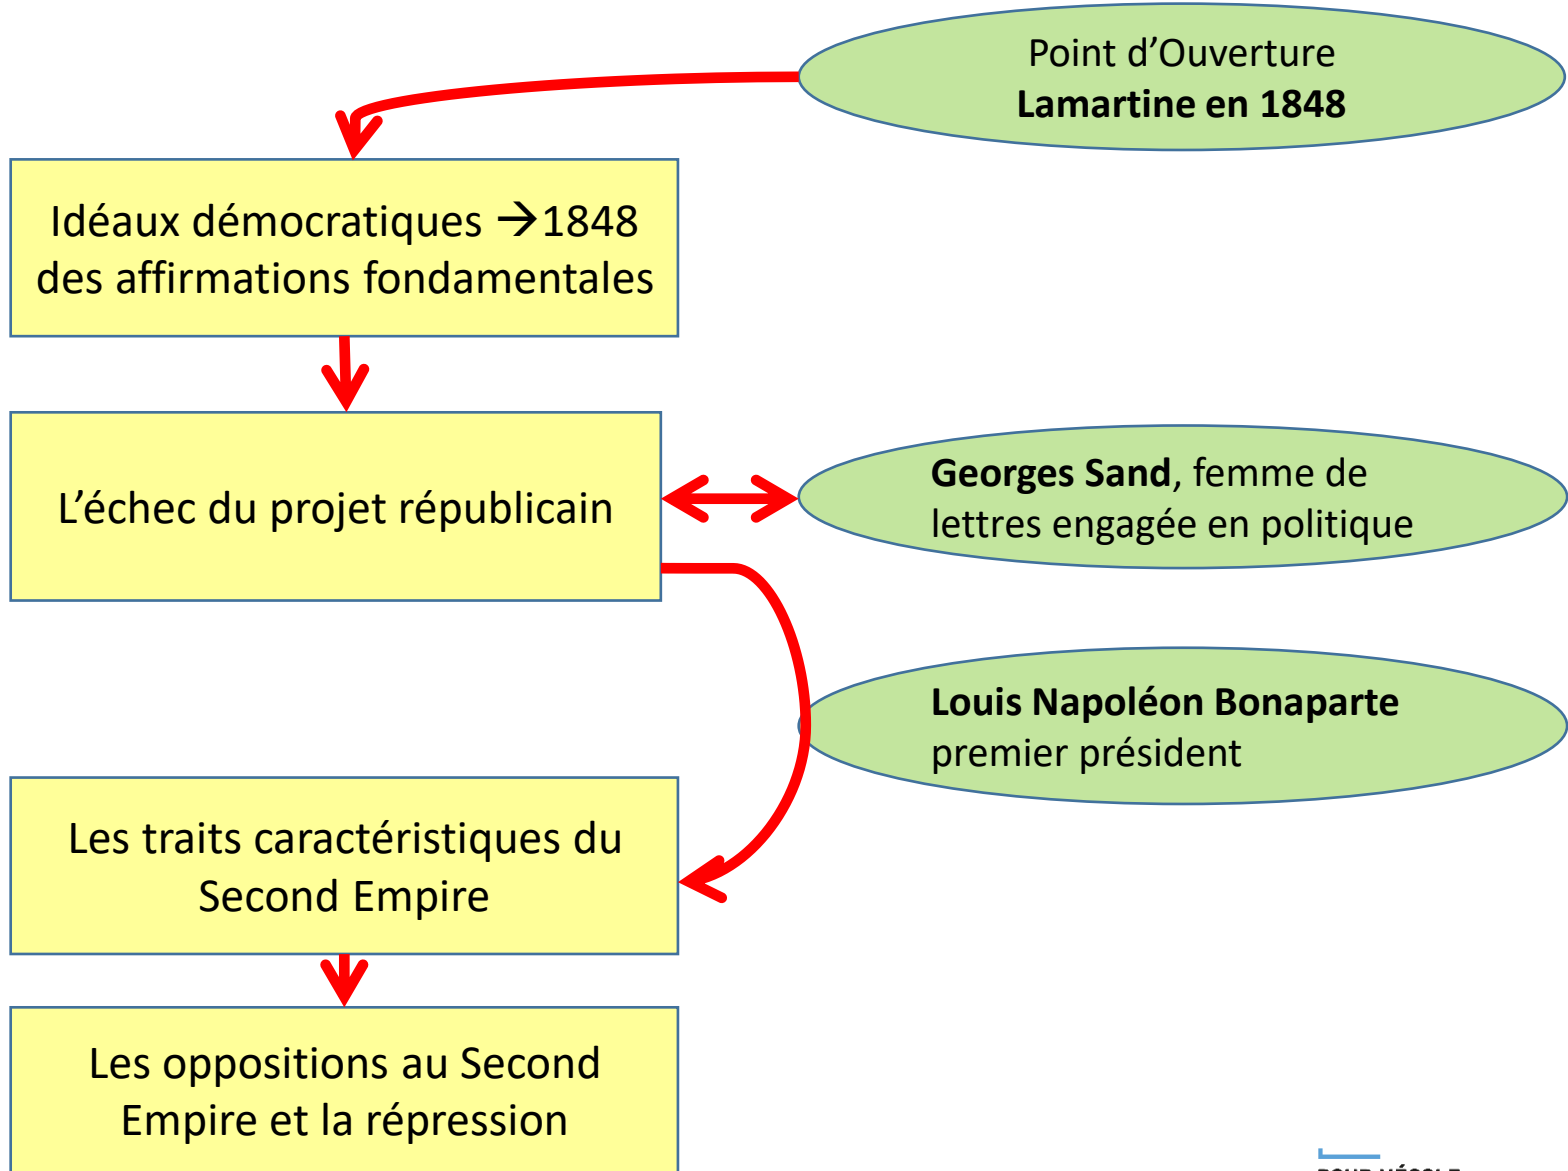 Point d’Ouverture
Lamartine en 1848
Idéaux démocratiques →1848
des affirmations fondamentales
L’échec du projet républicain
Georges Sand, femme de
lettres engagée en politique
Louis Napoléon Bonaparte
premier président
Les traits caractéristiques du
Second Empire
Les oppositions au Second
Empire et la répression